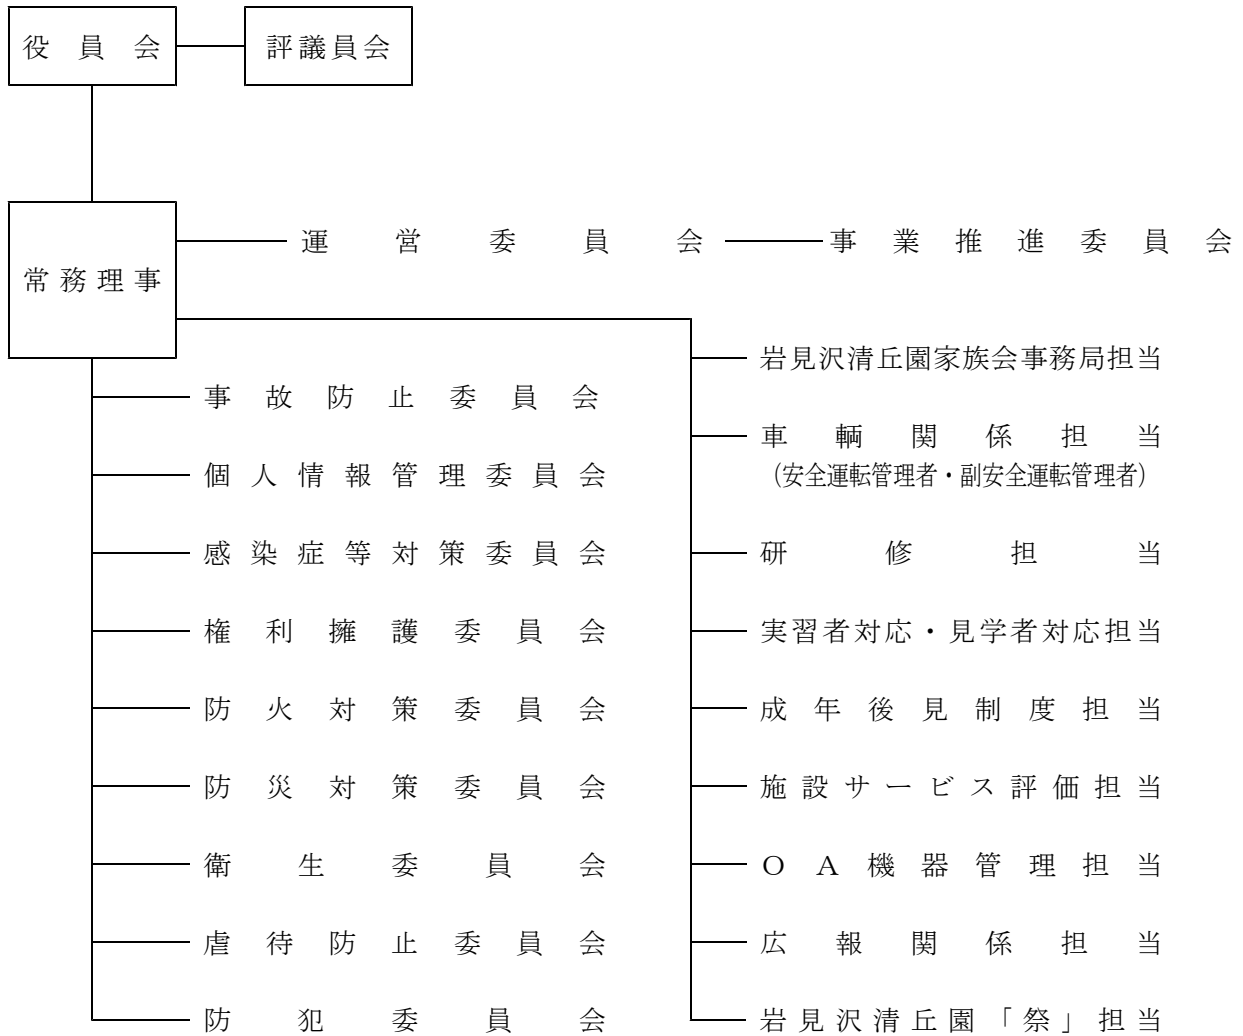 役員会
評議員会
常務理事
運営委員会
事業推進委員会
事故防止委員会
個人情報管理委員会
感染症等対策委員会
権利擁護委員会
防火対策委員会
防災対策委員会
衛生委員会
虐待防止委員会
防犯委員会
岩見沢清丘園家族会事務局担当
車輌関係担当
（安全運転管理者・副安全運転管理者）
研修担当
実習者対応・見学者対応担当
成年後見制度担当
施設サービス評価担当
ＯＡ機器管理担当
広報関係担当
岩見沢清丘園「祭」担当